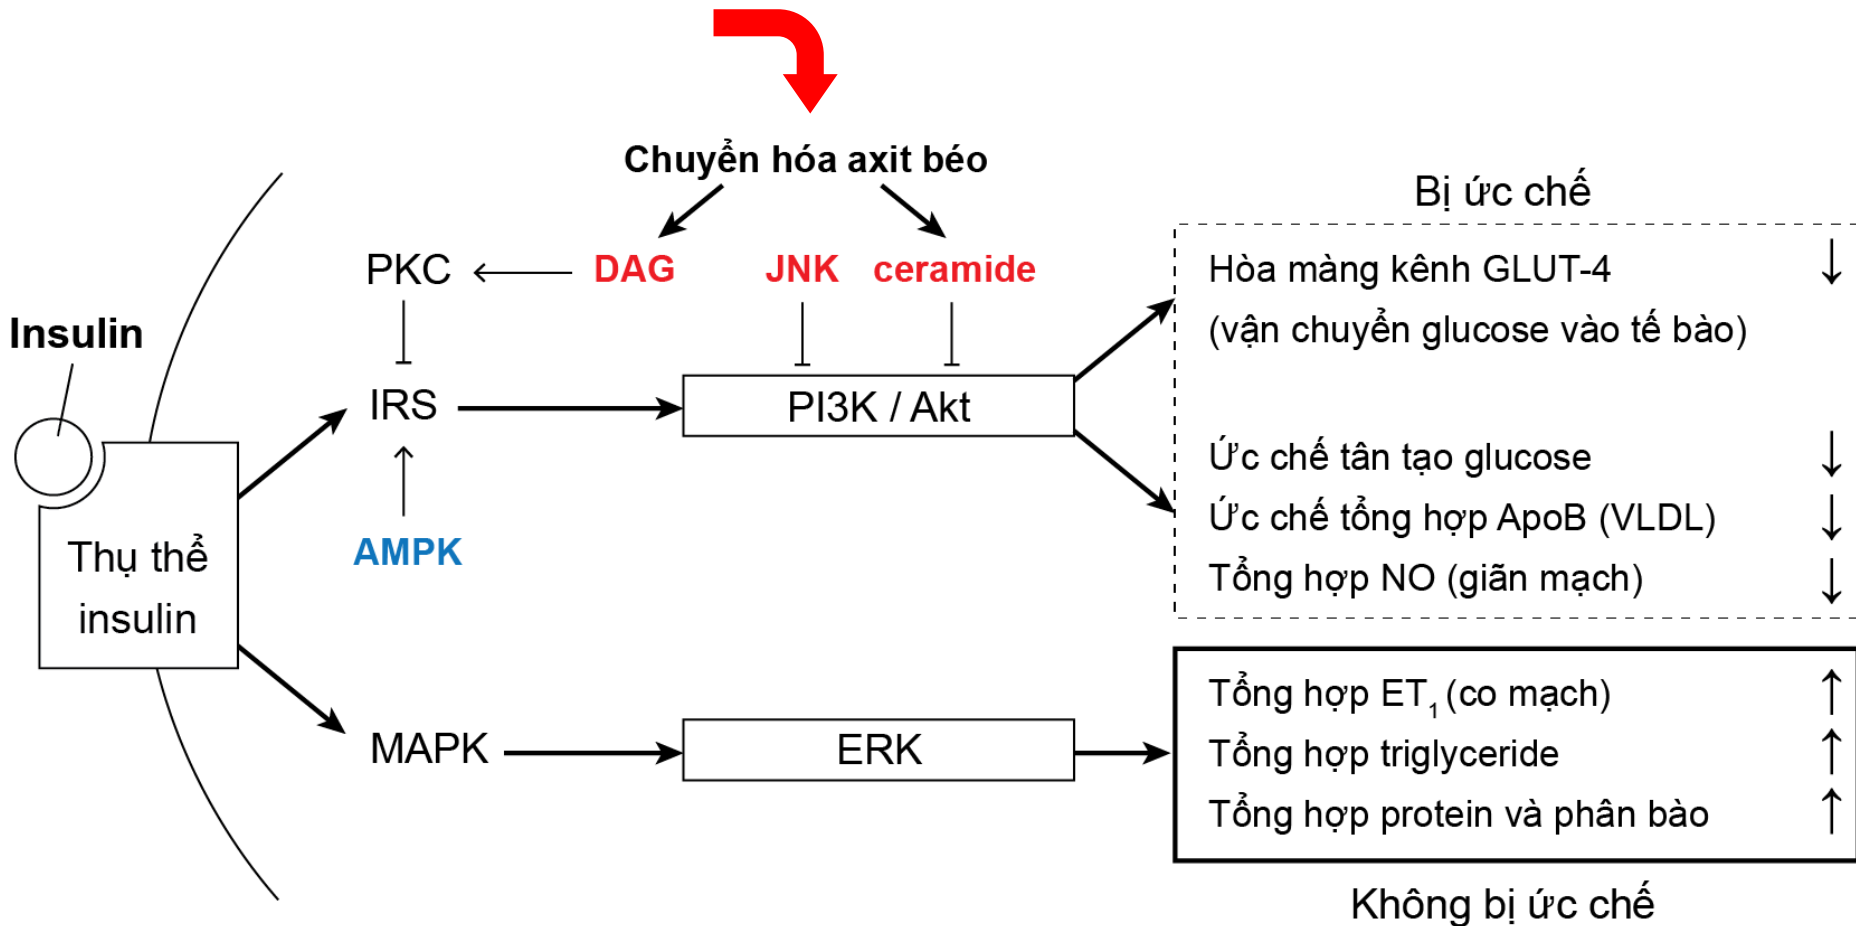 Chuyển hóa axit béo
Bị ức chế
PKC
DAG
JNK
ceramide
Hòa màng kênh GLUT-4
(vận chuyển glucose vào tế bào)
Insulin
IRS
PI3K / Akt
Ức chế tân tạo glucose
Ức chế tổng hợp ApoB (VLDL)
Tổng hợp NO (giãn mạch)
AMPK
Thụ thể
insulin
MAPK
ERK
Tổng hợp ET₁ (co mạch)
Tổng hợp triglyceride
Tổng hợp protein và phân bào
Không bị ức chế